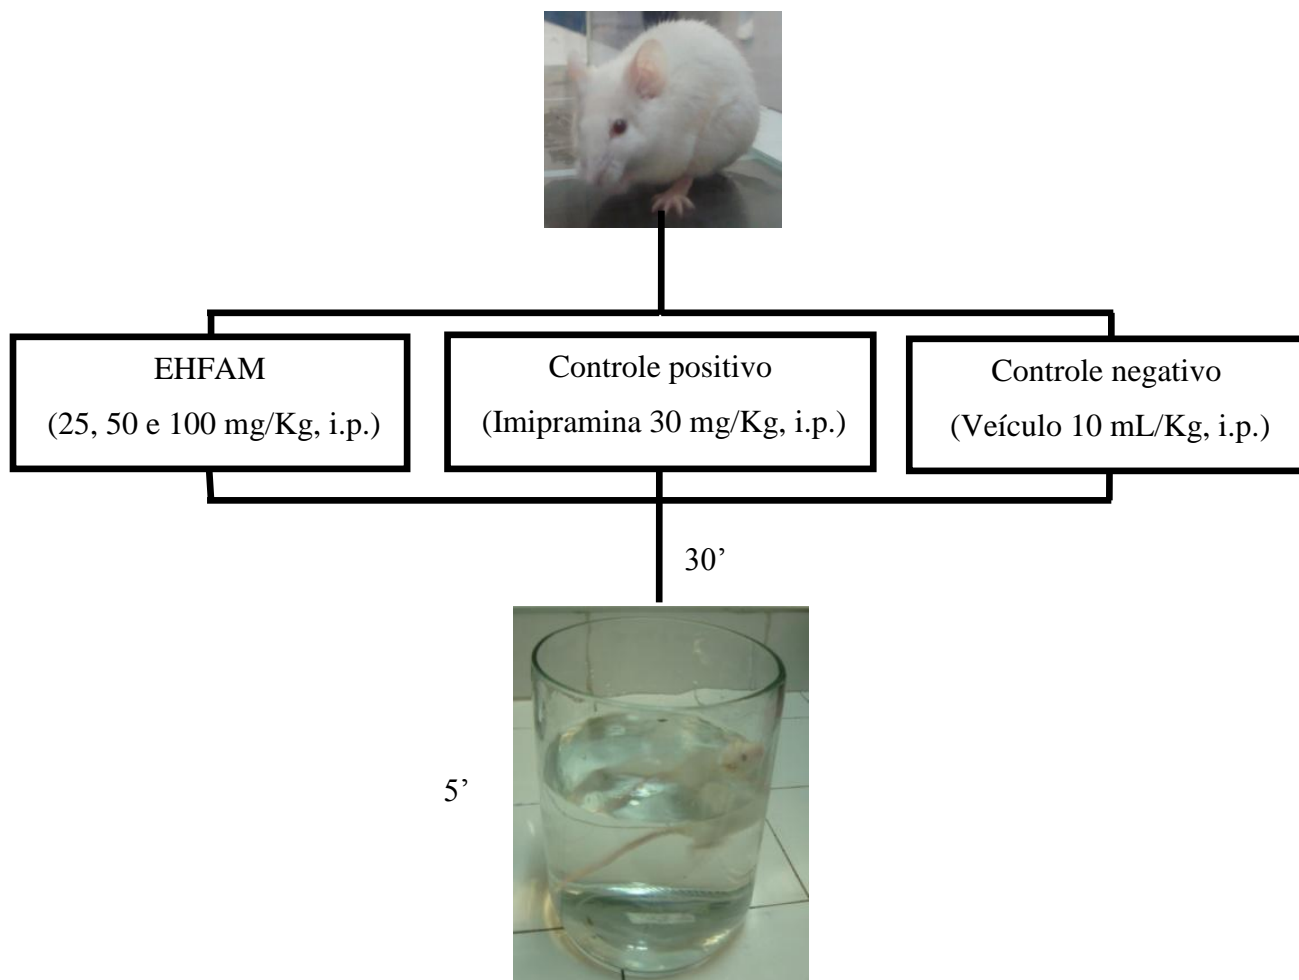 EHFAM
(25, 50 e 100 mg/Kg, i.p.)
Controle positivo
(Imipramina 30 mg/Kg, i.p.)
Controle negativo
(Veículo 10 mL/Kg, i.p.)
30’
5’